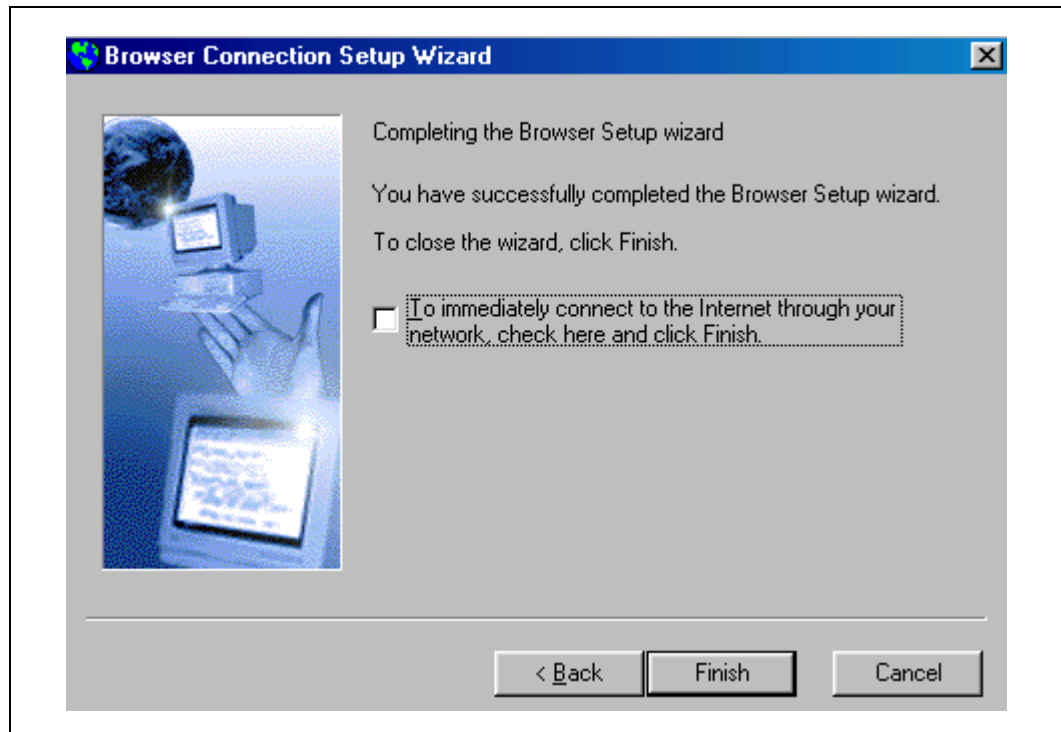 Browser Connection Setup Wizard
Completing the Browser Setup wizard
You have successfully completed the Browser Setup wizard.
To close the wizard, click Finish.
To immediately connect to the Internet through your
network, check here and click Finish.
< Back
Finish
Cancel